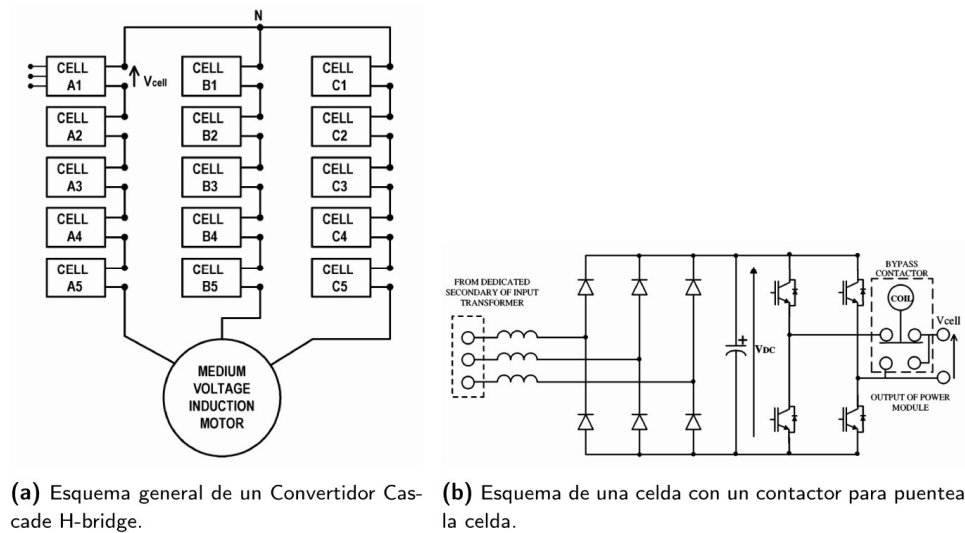 N
CELL
A1
Vcell
CELL
B1
CELL
C1
CELL
A2
CELL
B2
CELL
C2
CELL
A3
CELL
B3
CELL
C3
CELL
A4
CELL
B4
CELL
C4
CELL
A5
CELL
B5
CELL
C5
MEDIUM
VOLTAGE
INDUCTION
MOTOR
FROM DEDICATED
SECONDARY OF INPUT
TRANSFORMER
VDC
BYPASS
CONTACTOR
COIL
Vcell
OUTPUT OF POWER
MODULE
(a) Esquema general de un Convertidor Cas-
cade H-bridge.
(b) Esquema de una celda con un contactor para puentea
la celda.